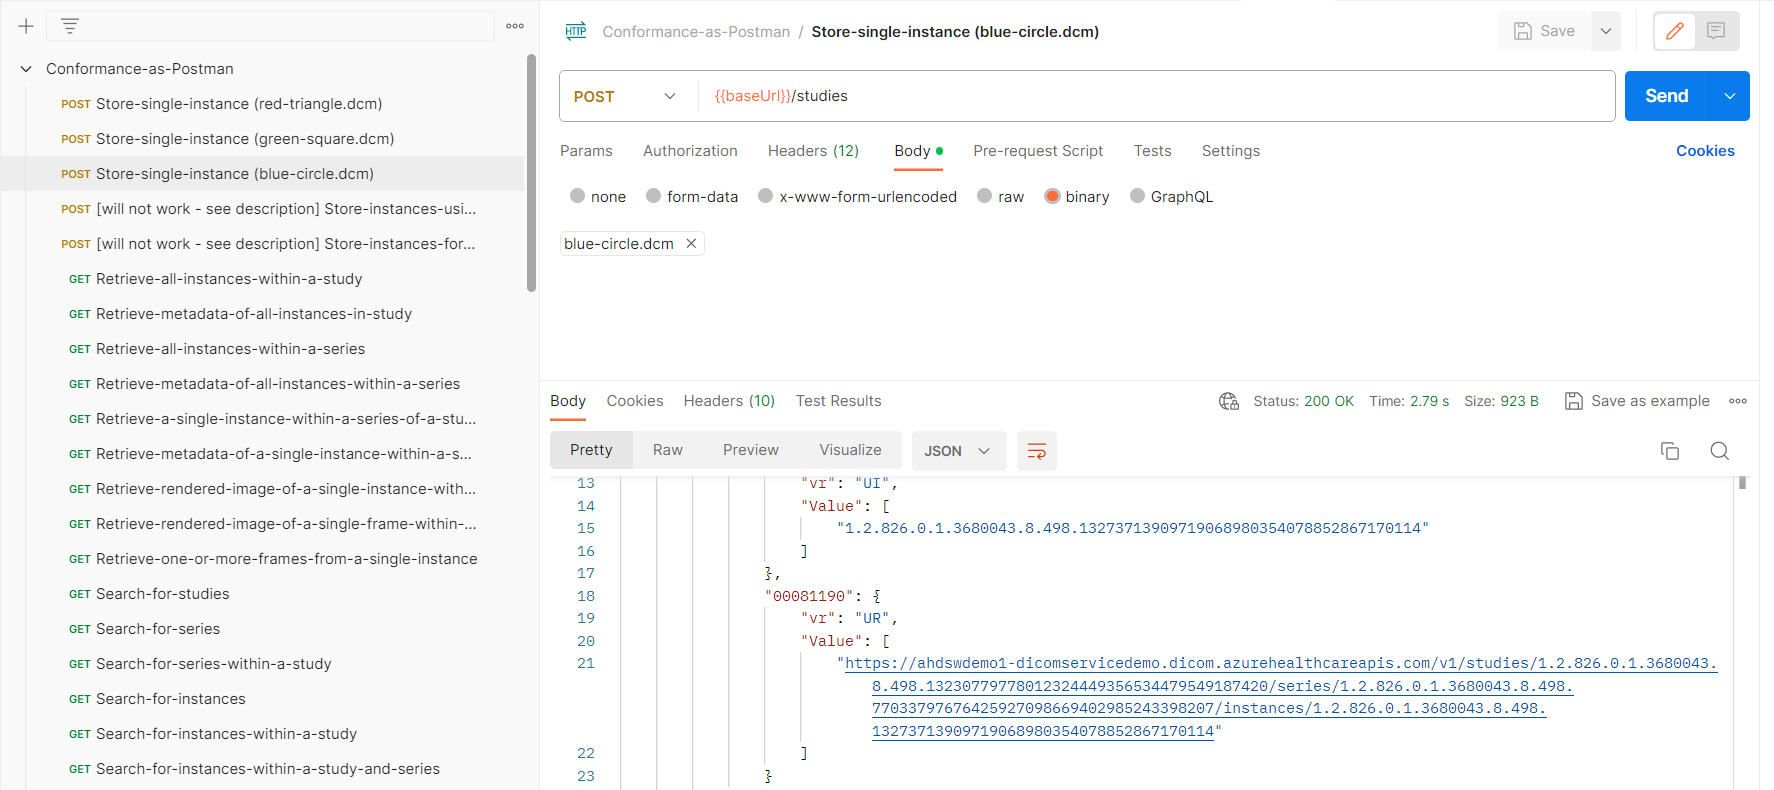 Conformance-as-Postman
POST Store-single-instance (red-triangle.dcm)
POST Store-single-instance (green-square.dcm)
POST Store-single-instance (blue-circle.dcm)
POST [will not work - see description] Store-instances-usi...
POST [will not work - see description] Store-instances-for...
GET Retrieve-all-instances-within-a-study
GET Retrieve-metadata-of-all-instances-in-study
GET Retrieve-all-instances-within-a-series
GET Retrieve-metadata-of-all-instances-within-a-series
GET Retrieve-a-single-instance-within-a-series-of-a-stu...
GET Retrieve-metadata-of-a-single-instance-within-a-s...
GET Retrieve-rendered-image-of-a-single-instance-with...
GET Retrieve-rendered-image-of-a-single-frame-within-...
GET Retrieve-one-or-more-frames-from-a-single-instance
GET Search-for-studies
GET Search-for-series
GET Search-for-series-within-a-study
GET Search-for-instances
GET Search-for-instances-within-a-study
GET Search-for-instances-within-a-study-and-series
HTTP Conformance-as-Postman / Store-single-instance (blue-circle.dcm) Save
POST {{baseUrl}}/studies Send
Params Authorization Headers (12) Body Pre-request Script Tests Settings Cookies
none form-data x-www-form-urlencoded raw binary GraphQL
blue-circle.dcm
Body Cookies Headers (10) Test Results Status: 200 OK Time: 2.79 s Size: 923 B Save as example
Pretty Raw Preview Visualize JSON
13 "vr": "UI",
14 "Value": [
15 "1.2.826.0.1.3680043.8.498.13273713909719068980354078852867170114"
16 ]
17 },
18 "00081190": {
19 "vr": "UR",
20 "Value": [
21 "https://ahdswdemo1-dicomservicedemo.dicom.azurehealthcareapis.com/v1/studies/1.2.826.0.1.3680043.
8.498.13230779778012324449356534479549187420/series/1.2.826.0.1.3680043.8.498.
77033797676425927098669402985243398207/instances/1.2.826.0.1.3680043.8.498.
13273713909719068980354078852867170114"
22 ]
23 }